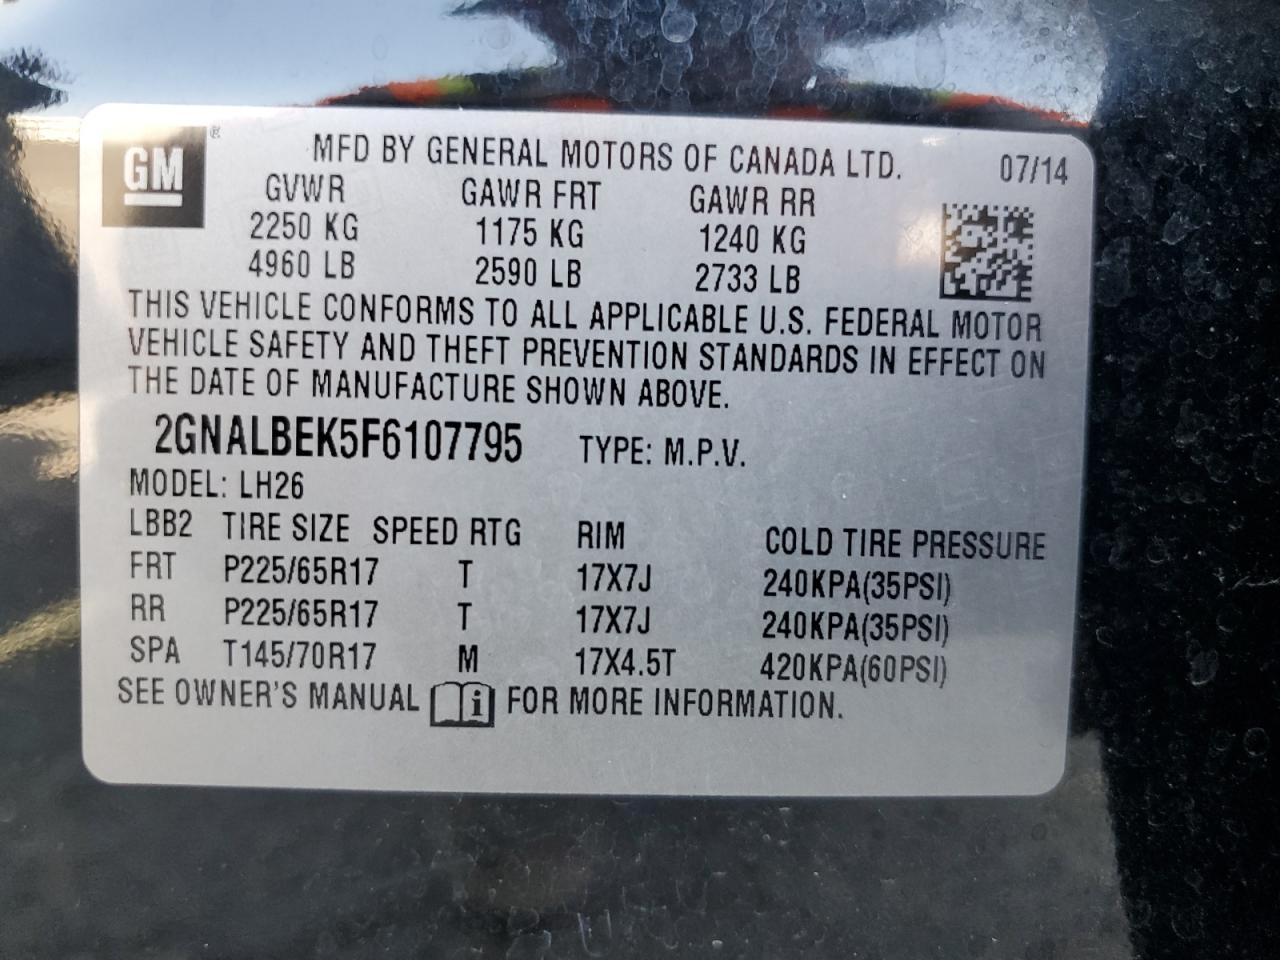 GM ®
MFD BY GENERAL MOTORS OF CANADA LTD. 07/14
GVWR GAWR FRT GAWR RR
2250 KG 1175 KG 1240 KG
4960 LB 2590 LB 2733 LB
THIS VEHICLE CONFORMS TO ALL APPLICABLE U.S. FEDERAL MOTOR
VEHICLE SAFETY AND THEFT PREVENTION STANDARDS IN EFFECT ON
THE DATE OF MANUFACTURE SHOWN ABOVE.
2GNALBEK5F6107795 TYPE: M.P.V.
MODEL: LH26
LBB2 TIRE SIZE SPEED RTG RIM COLD TIRE PRESSURE
FRT P225/65R17 T 17X7J 240KPA(35PSI)
RR P225/65R17 T 17X7J 240KPA(35PSI)
SPA T145/70R17 M 17X4.5T 420KPA(60PSI)
SEE OWNER'S MANUAL i FOR MORE INFORMATION.